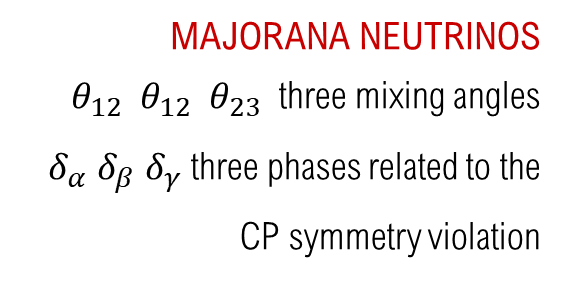 MAJORANA NEUTRINOS
θ₁₂ θ₁₂ θ₂₃ three mixing angles
δα δβ δγ three phases related to the
CP symmetry violation